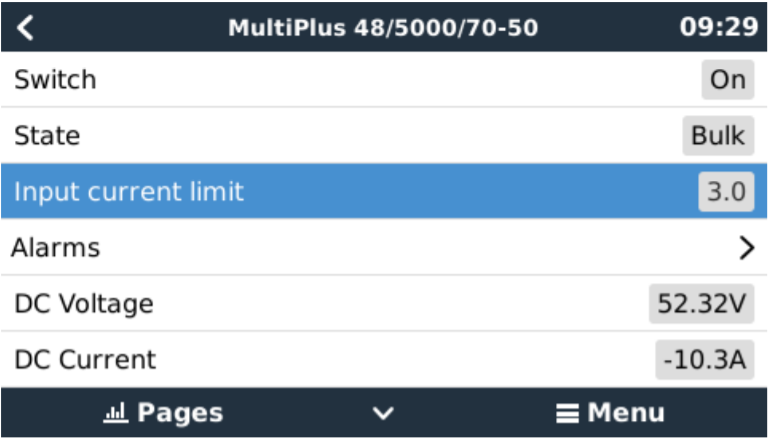 MultiPlus 48/5000/70-50 09:29
Switch On
State Bulk
Input current limit 3.0
Alarms
DC Voltage 52.32V
DC Current -10.3A
Pages Menu